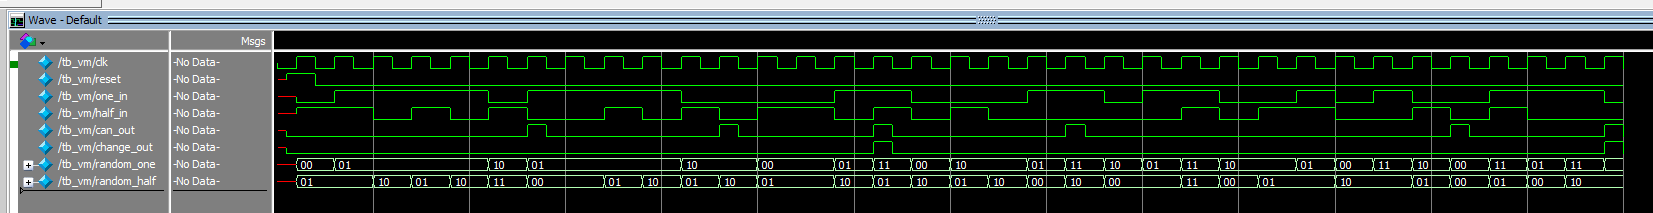 Wave - Default
Msgs
/tb_vm/clk -No Data-
/tb_vm/reset -No Data-
/tb_vm/one_in -No Data-
/tb_vm/half_in -No Data-
/tb_vm/can_out -No Data-
/tb_vm/change_out -No Data-
/tb_vm/random_one -No Data- 00 01 10 01 10 00 01 11 00 10 01 11 10 01 11 10 01 00 11 10 00 11 01 11
/tb_vm/random_half -No Data- 01 10 01 10 11 00 01 10 01 10 01 10 01 10 01 10 00 10 00 11 00 01 10 01 00 01 00 10